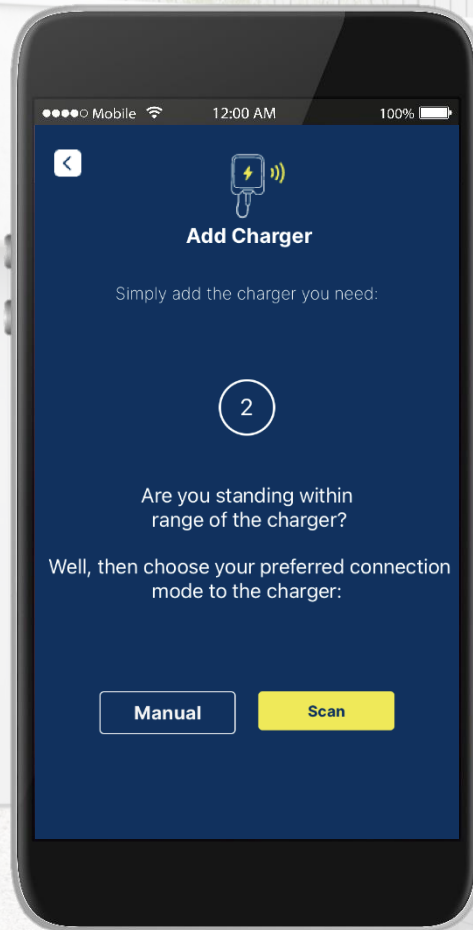 Mobile 12:00 AM 100%
Add Charger
Simply add the charger you need:
2
Are you standing within
range of the charger?
Well, then choose your preferred connection
mode to the charger:
Manual Scan